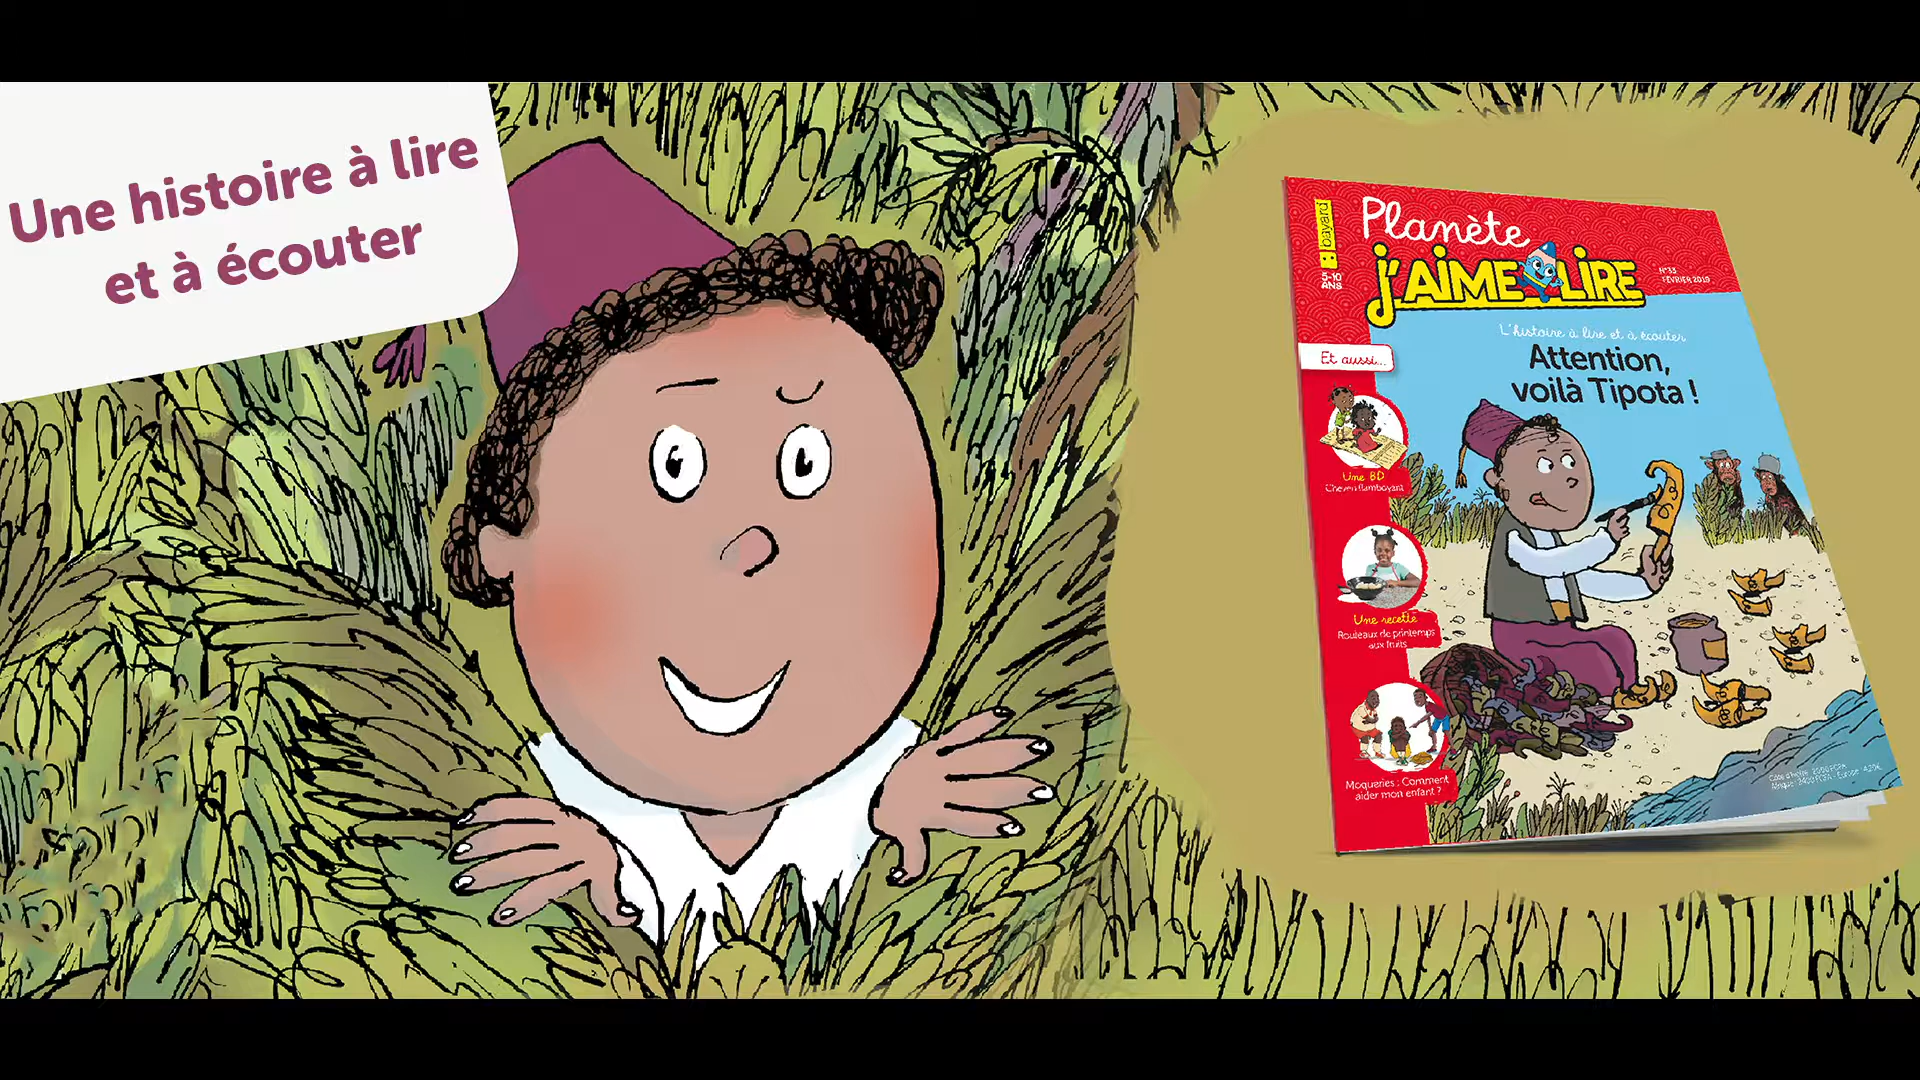 Une histoire à lire
et à écouter
bayard
5-10
ANS
Planète
j'AIME LIRE
N°33
FÉVRIER 2019
L'histoire à lire et à écouter
Attention,
voilà Tipota !
Et aussi...
Une BD
Cheveu flamboyant
Une recette
Rouleaux de printemps
aux fruits
Moqueries : Comment
aider mon enfant ?